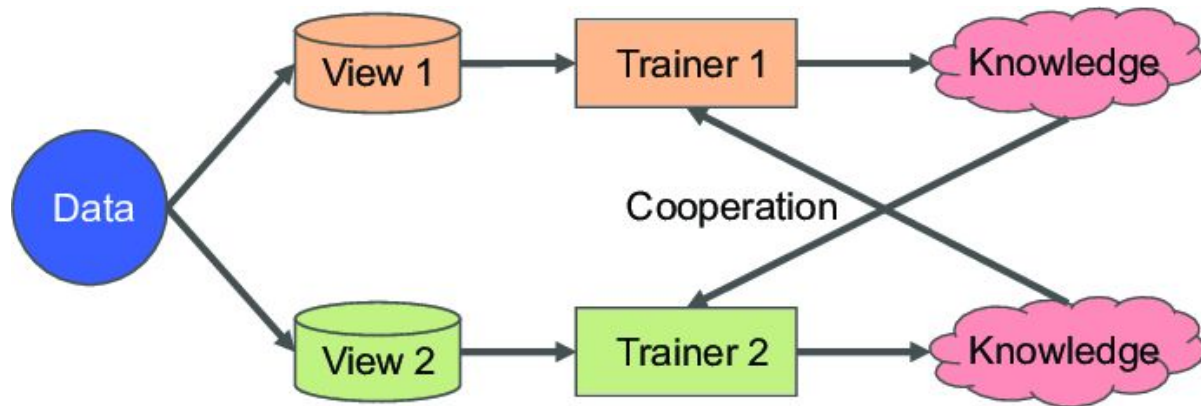 View 1
Trainer 1
Knowledge
Data
Cooperation
View 2
Trainer 2
Knowledge